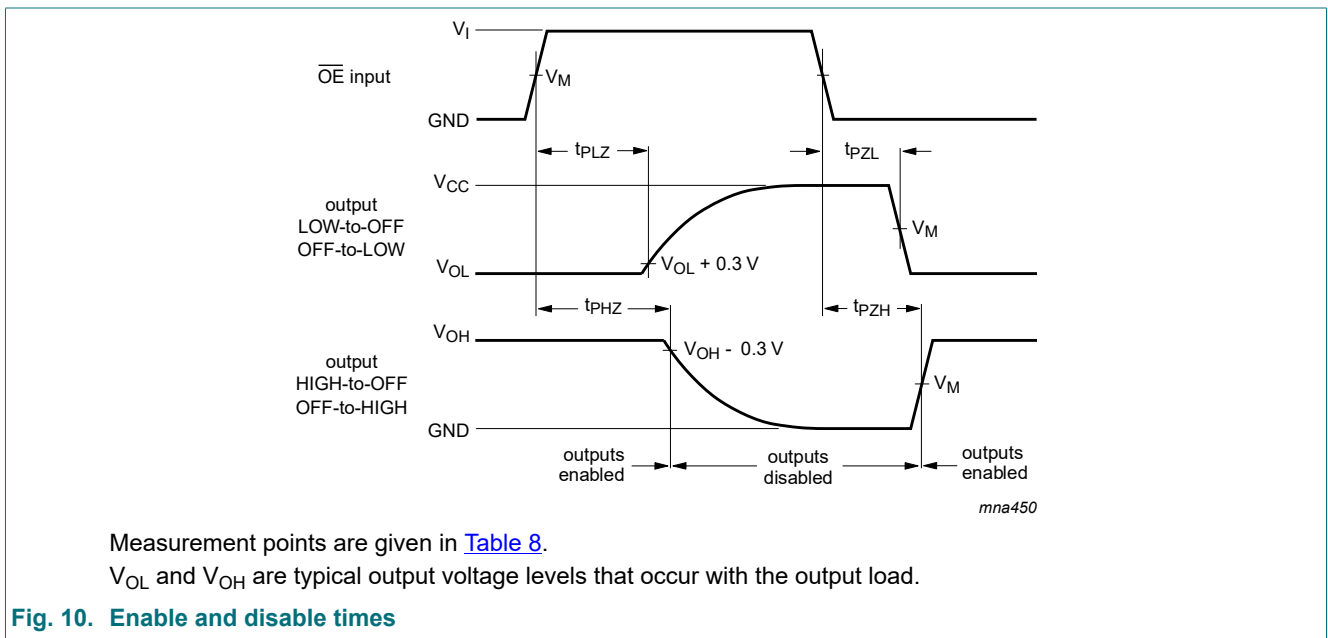 V_I
OE input
V_M
GND
t_PLZ
t_PZL
V_CC
output
LOW-to-OFF
OFF-to-LOW
V_M
V_OL
V_OL + 0.3 V
t_PHZ
t_PZH
V_OH
V_OH - 0.3 V
output
HIGH-to-OFF
OFF-to-HIGH
V_M
GND
outputs
enabled
outputs
disabled
outputs
enabled
mna450
Measurement points are given in Table 8.
V_OL and V_OH are typical output voltage levels that occur with the output load.
Fig. 10. Enable and disable times